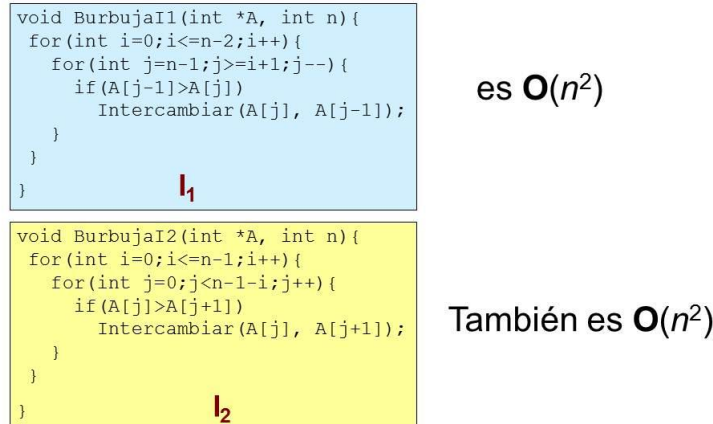 void BurbujaI1(int *A, int n){
for(int i=0;i<=n-2;i++){
for(int j=n-1;j>=i+1;j--){
if(A[j-1]>A[j])
Intercambiar(A[j], A[j-1]);
}
}
}
I₁
es O(n²)
void BurbujaI2(int *A, int n){
for(int i=0;i<=n-1;i++){
for(int j=0;j<n-1-i;j++){
if(A[j]>A[j+1])
Intercambiar(A[j], A[j+1]);
}
}
}
I₂
También es O(n²)